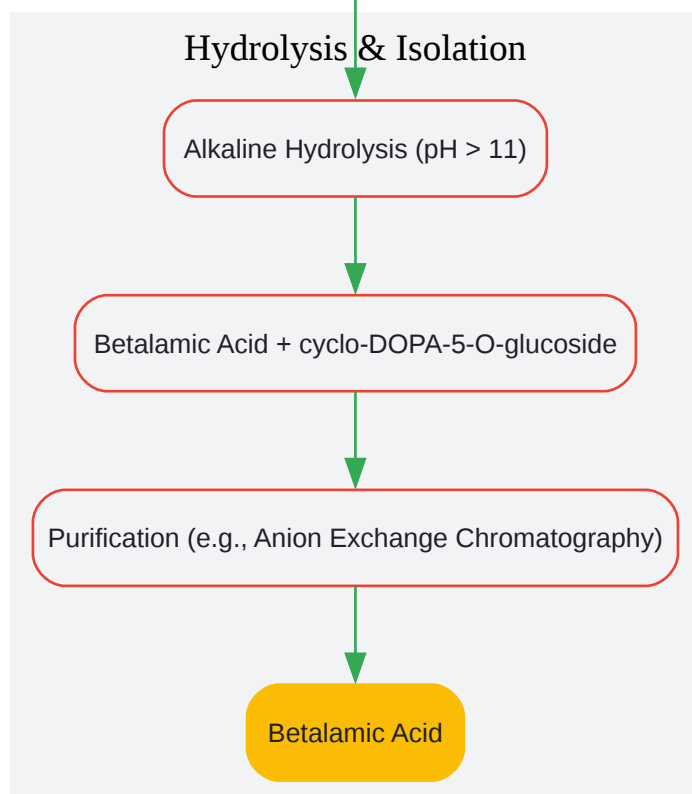 Hydrolysis & Isolation
Alkaline Hydrolysis (pH > 11)
Betalamic Acid + cyclo-DOPA-5-O-glucoside
Purification (e.g., Anion Exchange Chromatography)
Betalamic Acid